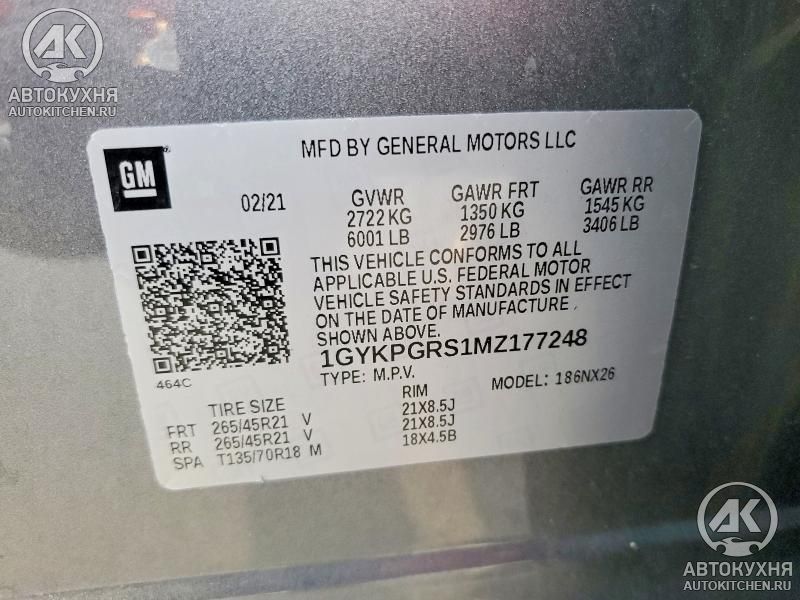 АК
АВТОКУХНЯ
AUTOKITCHEN.RU
GM
MFD BY GENERAL MOTORS LLC
02/21
GVWR GAWR FRT GAWR RR
2722 KG 1350 KG 1545 KG
6001 LB 2976 LB 3406 LB
THIS VEHICLE CONFORMS TO ALL
APPLICABLE U.S. FEDERAL MOTOR
VEHICLE SAFETY STANDARDS IN EFFECT
ON THE DATE OF MANUFACTURE
SHOWN ABOVE.
1GYKPGRS1MZ177248
TYPE: M.P.V. MODEL: 186NX26
464C
TIRE SIZE RIM
FRT 265/45R21 V 21X8.5J
RR 265/45R21 V 21X8.5J
SPA T135/70R18 M 18X4.5B
АК
АВТОКУХНЯ
AUTOKITCHEN.RU